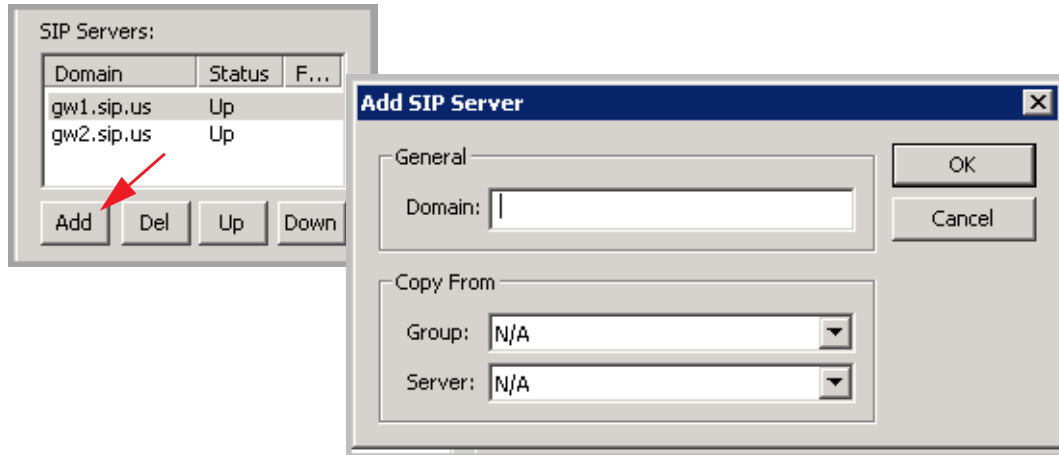 SIP Servers:
Domain Status F...
gw1.sip.us Up
gw2.sip.us Up
Add Del Up Down
Add SIP Server
General
Domain:
OK
Cancel
Copy From
Group: N/A
Server: N/A